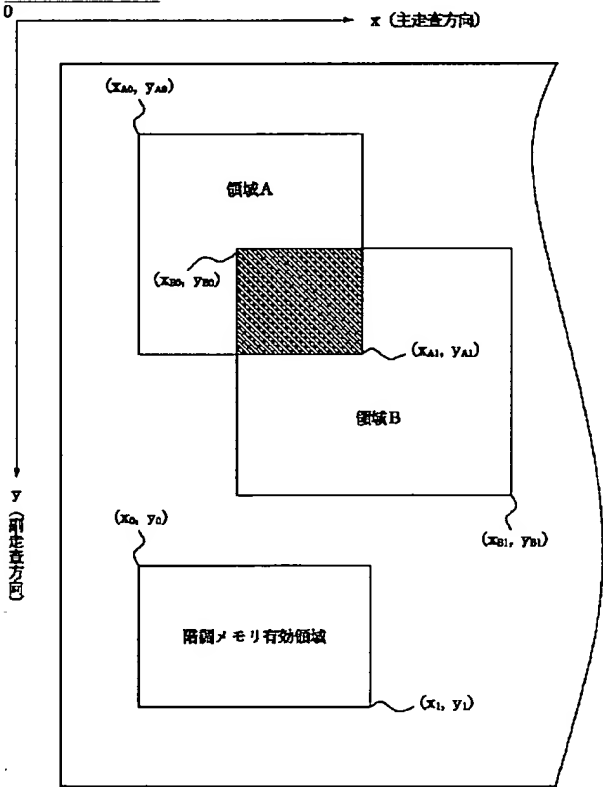 0
x (主走査方向)
(xA0, yA0)
領域A
(xB0, yB0)
(xA1, yA1)
領域B
y (副走査方向)
(x0, y0)
(xB1, yB1)
階調メモリ有効領域
(x1, y1)